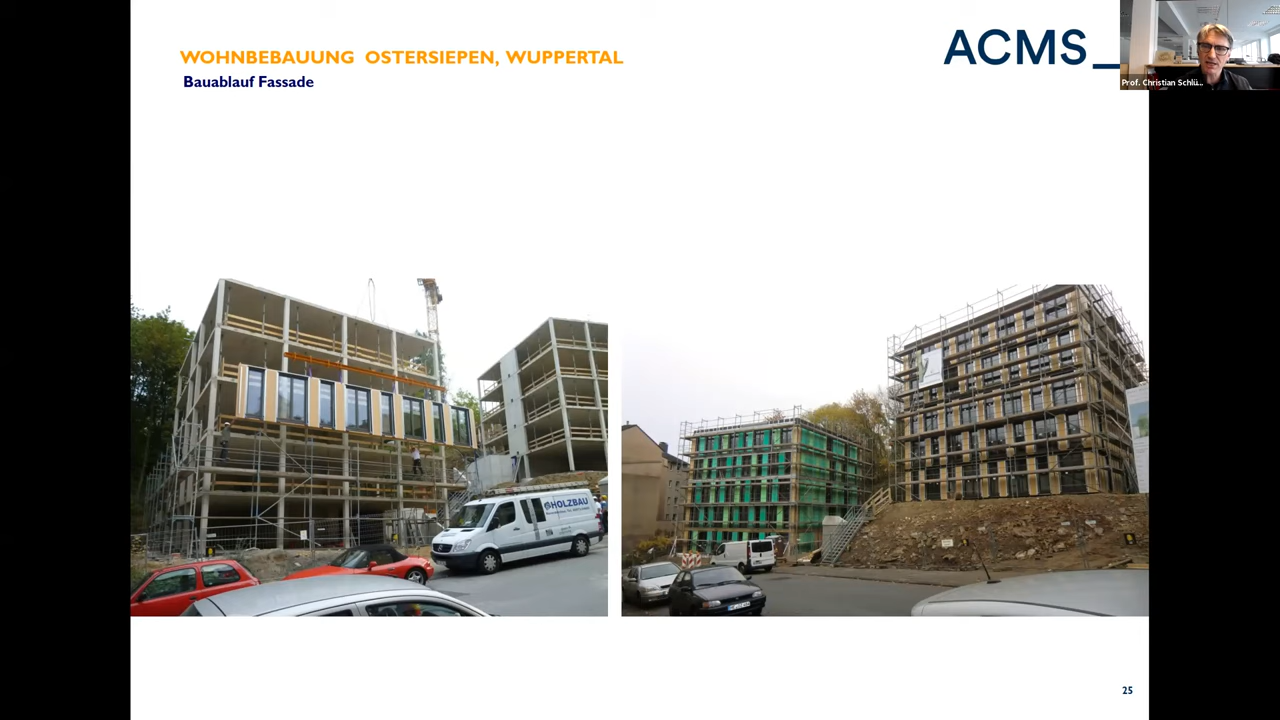 WOHNBEBAUUNG OSTERSIEPEN, WUPPERTAL
Bauablauf Fassade
ACMS_
Prof. Christian Schlü...
HOLZBAU
25